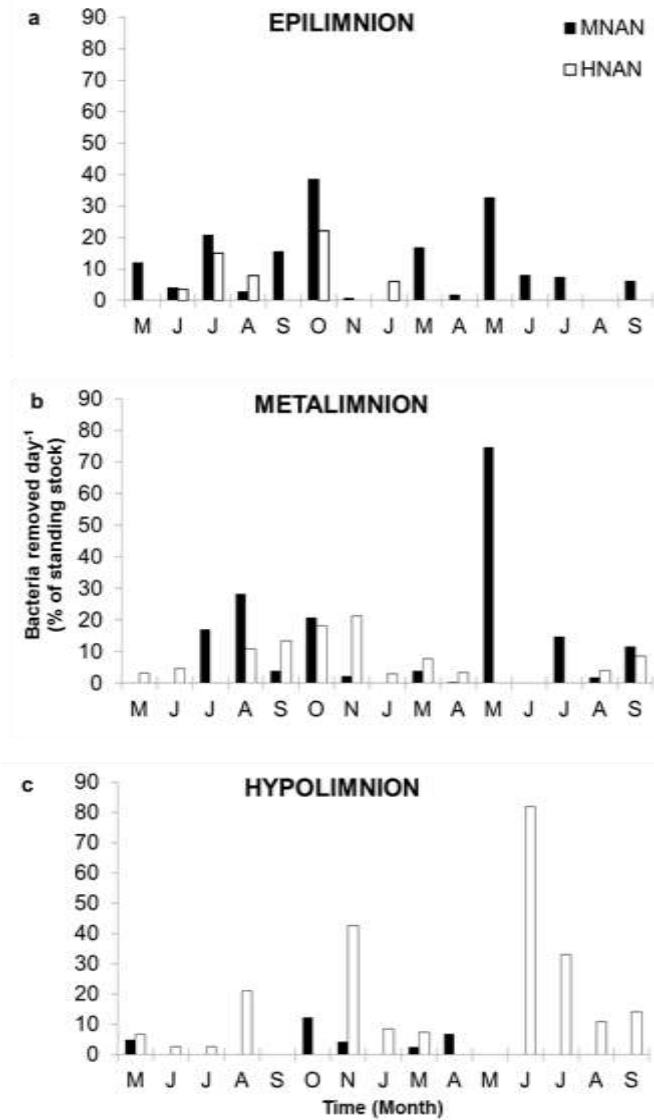 a
EPILIMNION
MNAN
HNAN
90
80
70
60
50
40
30
20
10
0
M J J A S O N J M A M J J A S
b
METALIMNION
Bacteria removed day-1
(% of standing stock)
90
80
70
60
50
40
30
20
10
0
M J J A S O N J M A M J J A S
c
HYPOLIMNION
90
80
70
60
50
40
30
20
10
0
M J J A S O N J M A M J J A S
Time (Month)